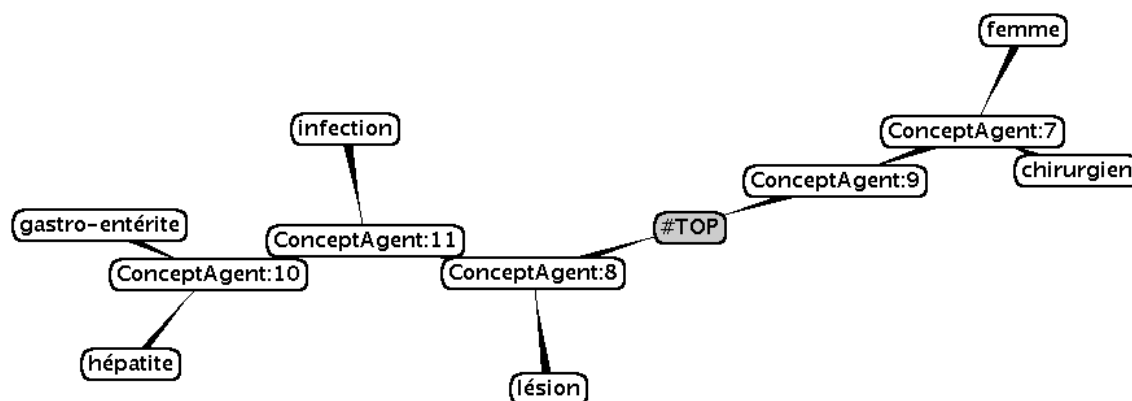 femme
infection
ConceptAgent:7
chirurgien
ConceptAgent:9
gastro-entérite
#TOP
ConceptAgent:11
ConceptAgent:10
ConceptAgent:8
hépatite
lésion